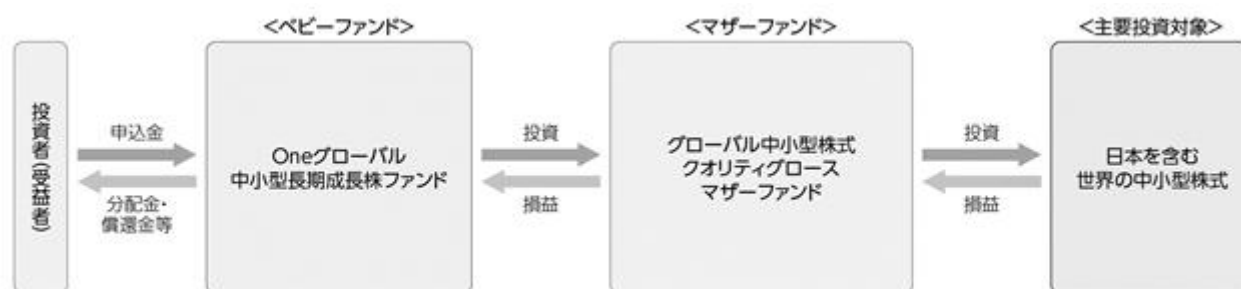 <ベビーファンド>
<マザーファンド>
<主要投資対象>
投資者(受益者)
申込金
分配金・
償還金等
Oneグローバル
中小型長期成長株ファンド
投資
損益
グローバル中小型株式
クオリティグロース
マザーファンド
投資
損益
日本を含む
世界の中小型株式